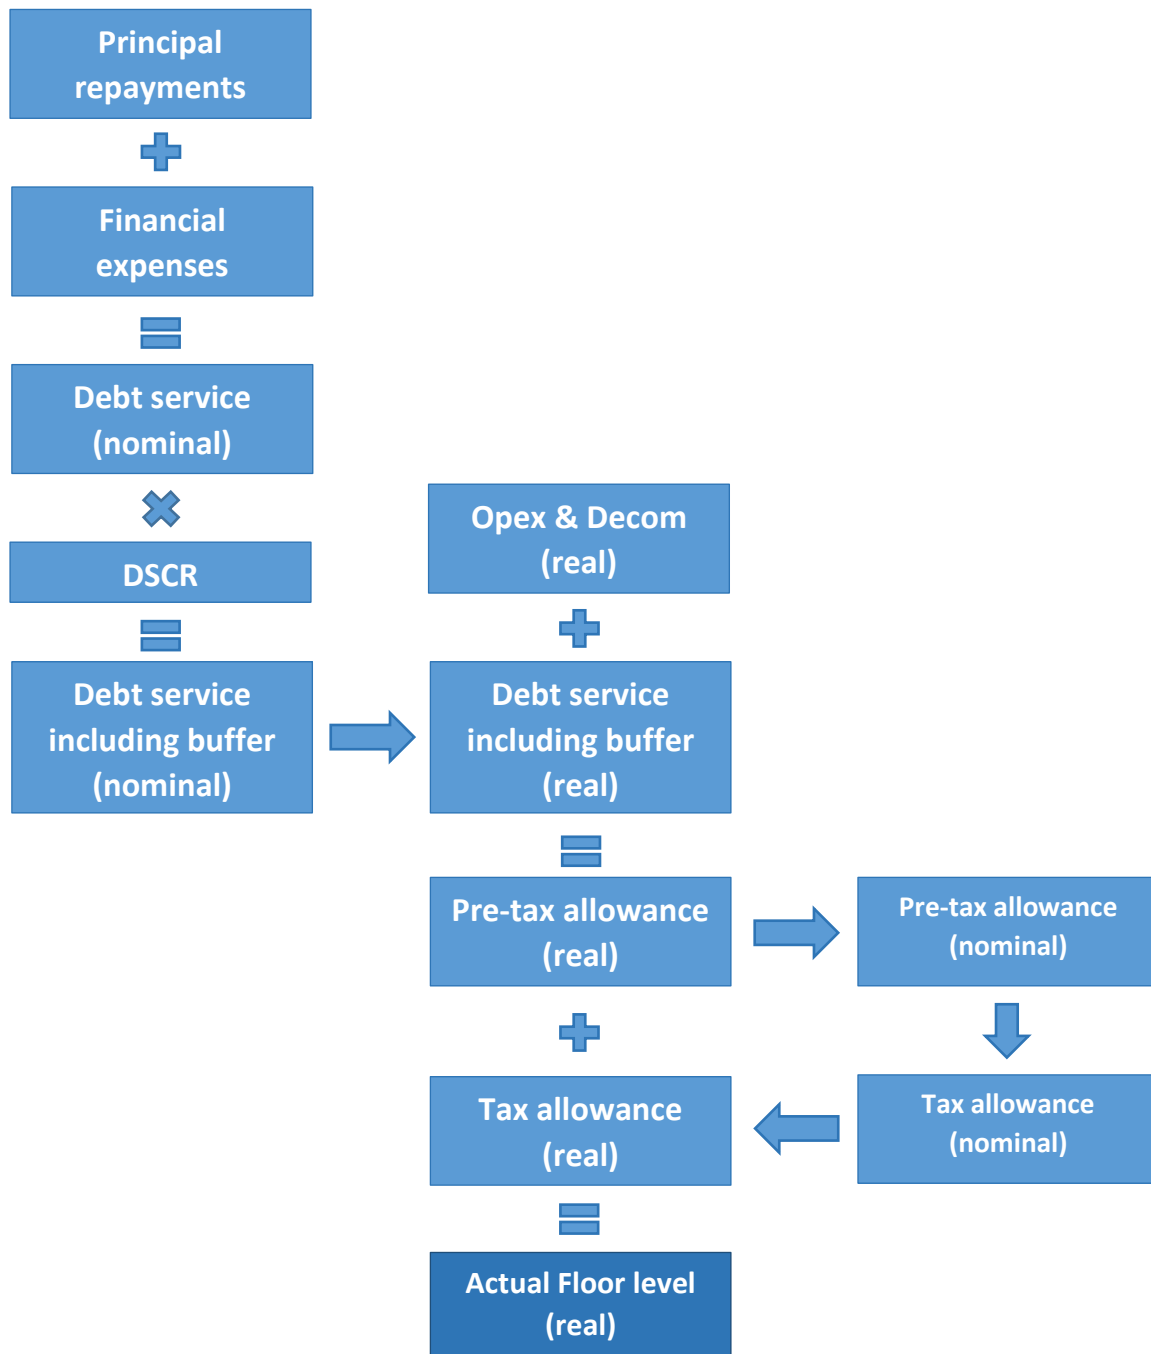 Principal
repayments
Financial
expenses
Debt service
(nominal)
DSCR
Debt service
including buffer
(nominal)
Opex & Decom
(real)
Debt service
including buffer
(real)
Pre-tax allowance
(real)
Pre-tax allowance
(nominal)
Tax allowance
(nominal)
Tax allowance
(real)
Actual Floor level
(real)